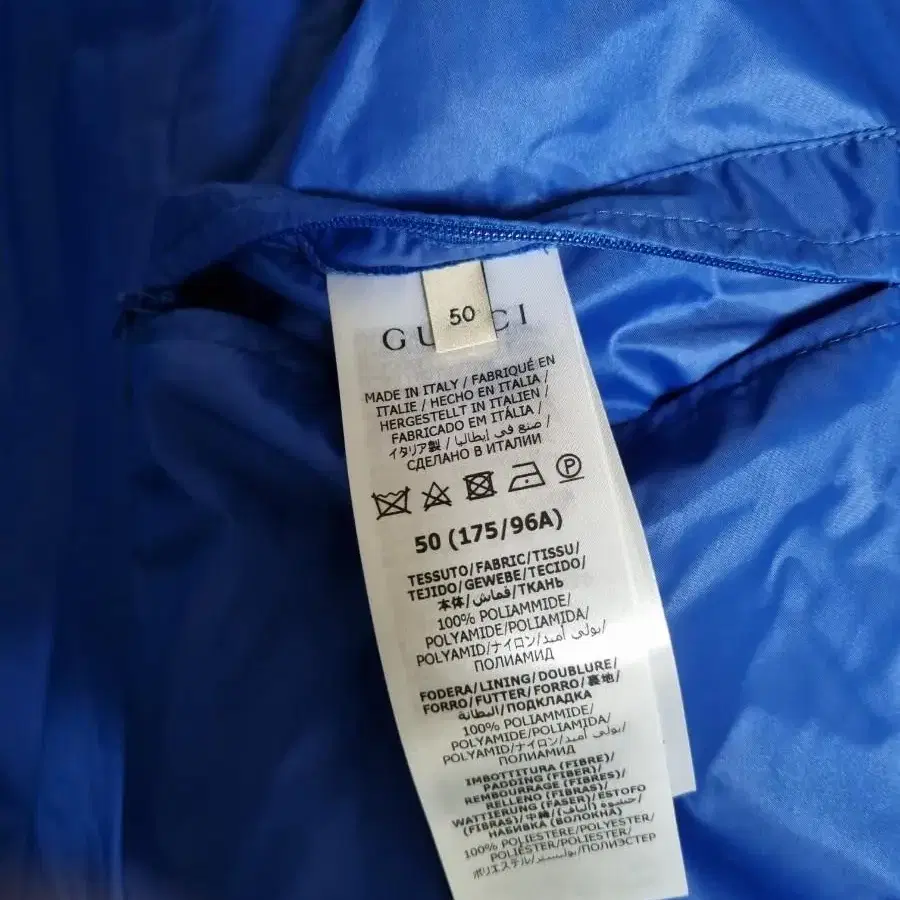 50
GUCCI
MADE IN ITALY / FABRIQUÉ EN
ITALIE / HECHO EN ITALIA /
HERGESTELLT IN ITALIEN /
FABRICADO EM ITÁLIA /
イタリア製 / صنع في إيطاليا /
СДЕЛАНО В ИТАЛИИ
P
50 (175/96A)
TESSUTO/FABRIC/TISSU/
TEJIDO/GEWEBE/TECIDO/
本体/قماش/ТКАНЬ
100% POLIAMMIDE/
POLYAMIDE/POLIAMIDA/
POLYAMID/ナイロン/بولي أميد/
ПОЛИАМИД
FODERA/LINING/DOUBLURE/
FORRO/FUTTER/FORRO/裏地/
البطانة/ПОДКЛАДКА
100% POLIAMMIDE/
POLYAMIDE/POLIAMIDA/
POLYAMID/ナイロン/بولي أميد/
ПОЛИАМИД
IMBOTTITURA (FIBRE)/
PADDING (FIBER)/
REMBOURRAGE (FIBRES)/
RELLENO (FIBRAS)/
WATTIERUNG (FASER)/ESTOFO
(FIBRAS)/中綿/حشوة (ألياف)/
НАБИВКА (ВОЛОКНА)
100% POLIESTERE/POLYESTER/
POLIÉSTER/POLYESTER/
ポリエステル/بوليستير/ПОЛИЭСТЕР